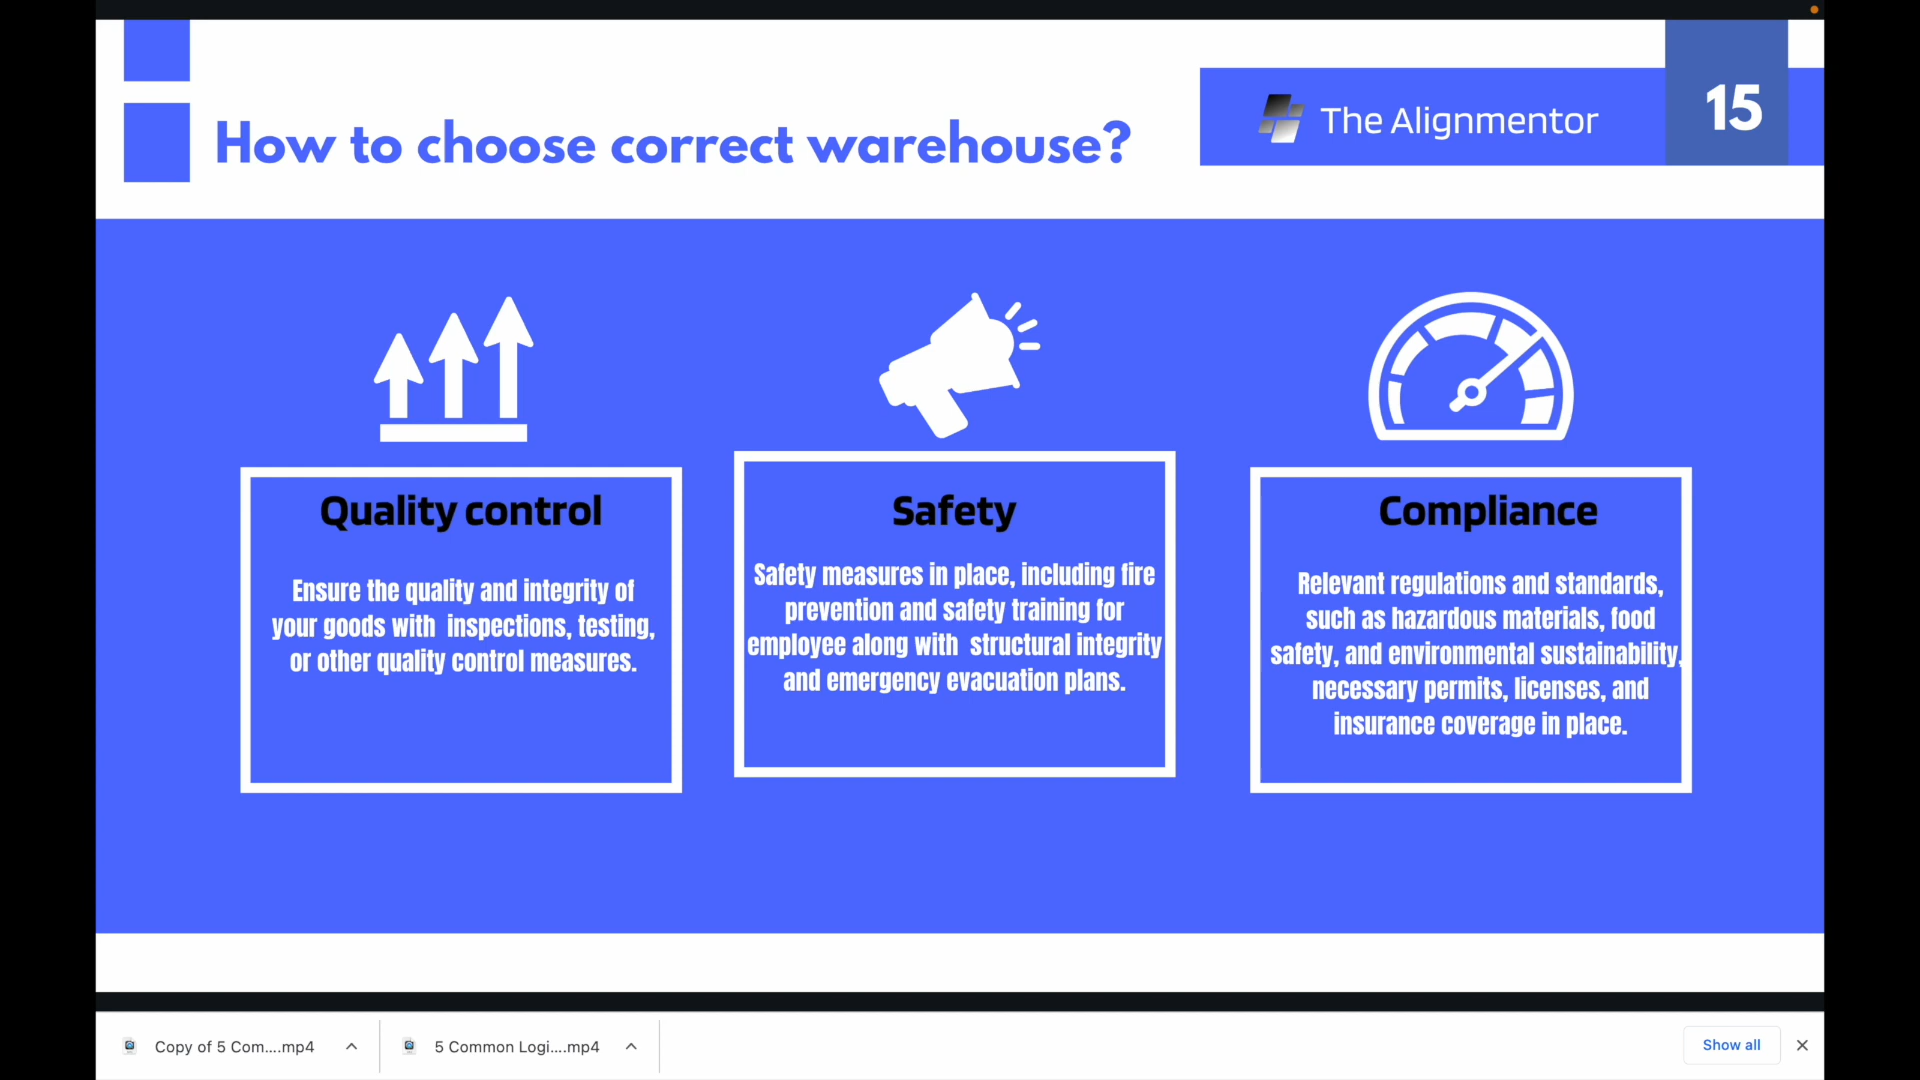 How to choose correct warehouse?
The Alignmentor
15
Quality control
Ensure the quality and integrity of
your goods with  inspections, testing,
or other quality control measures.
Safety
Safety measures in place, including fire
prevention and safety training for
employee along with  structural integrity
and emergency evacuation plans.
Compliance
Relevant regulations and standards,
such as hazardous materials, food
safety, and environmental sustainability,
necessary permits, licenses, and
insurance coverage in place.
Copy of 5 Com....mp4
5 Common Logi....mp4
Show all